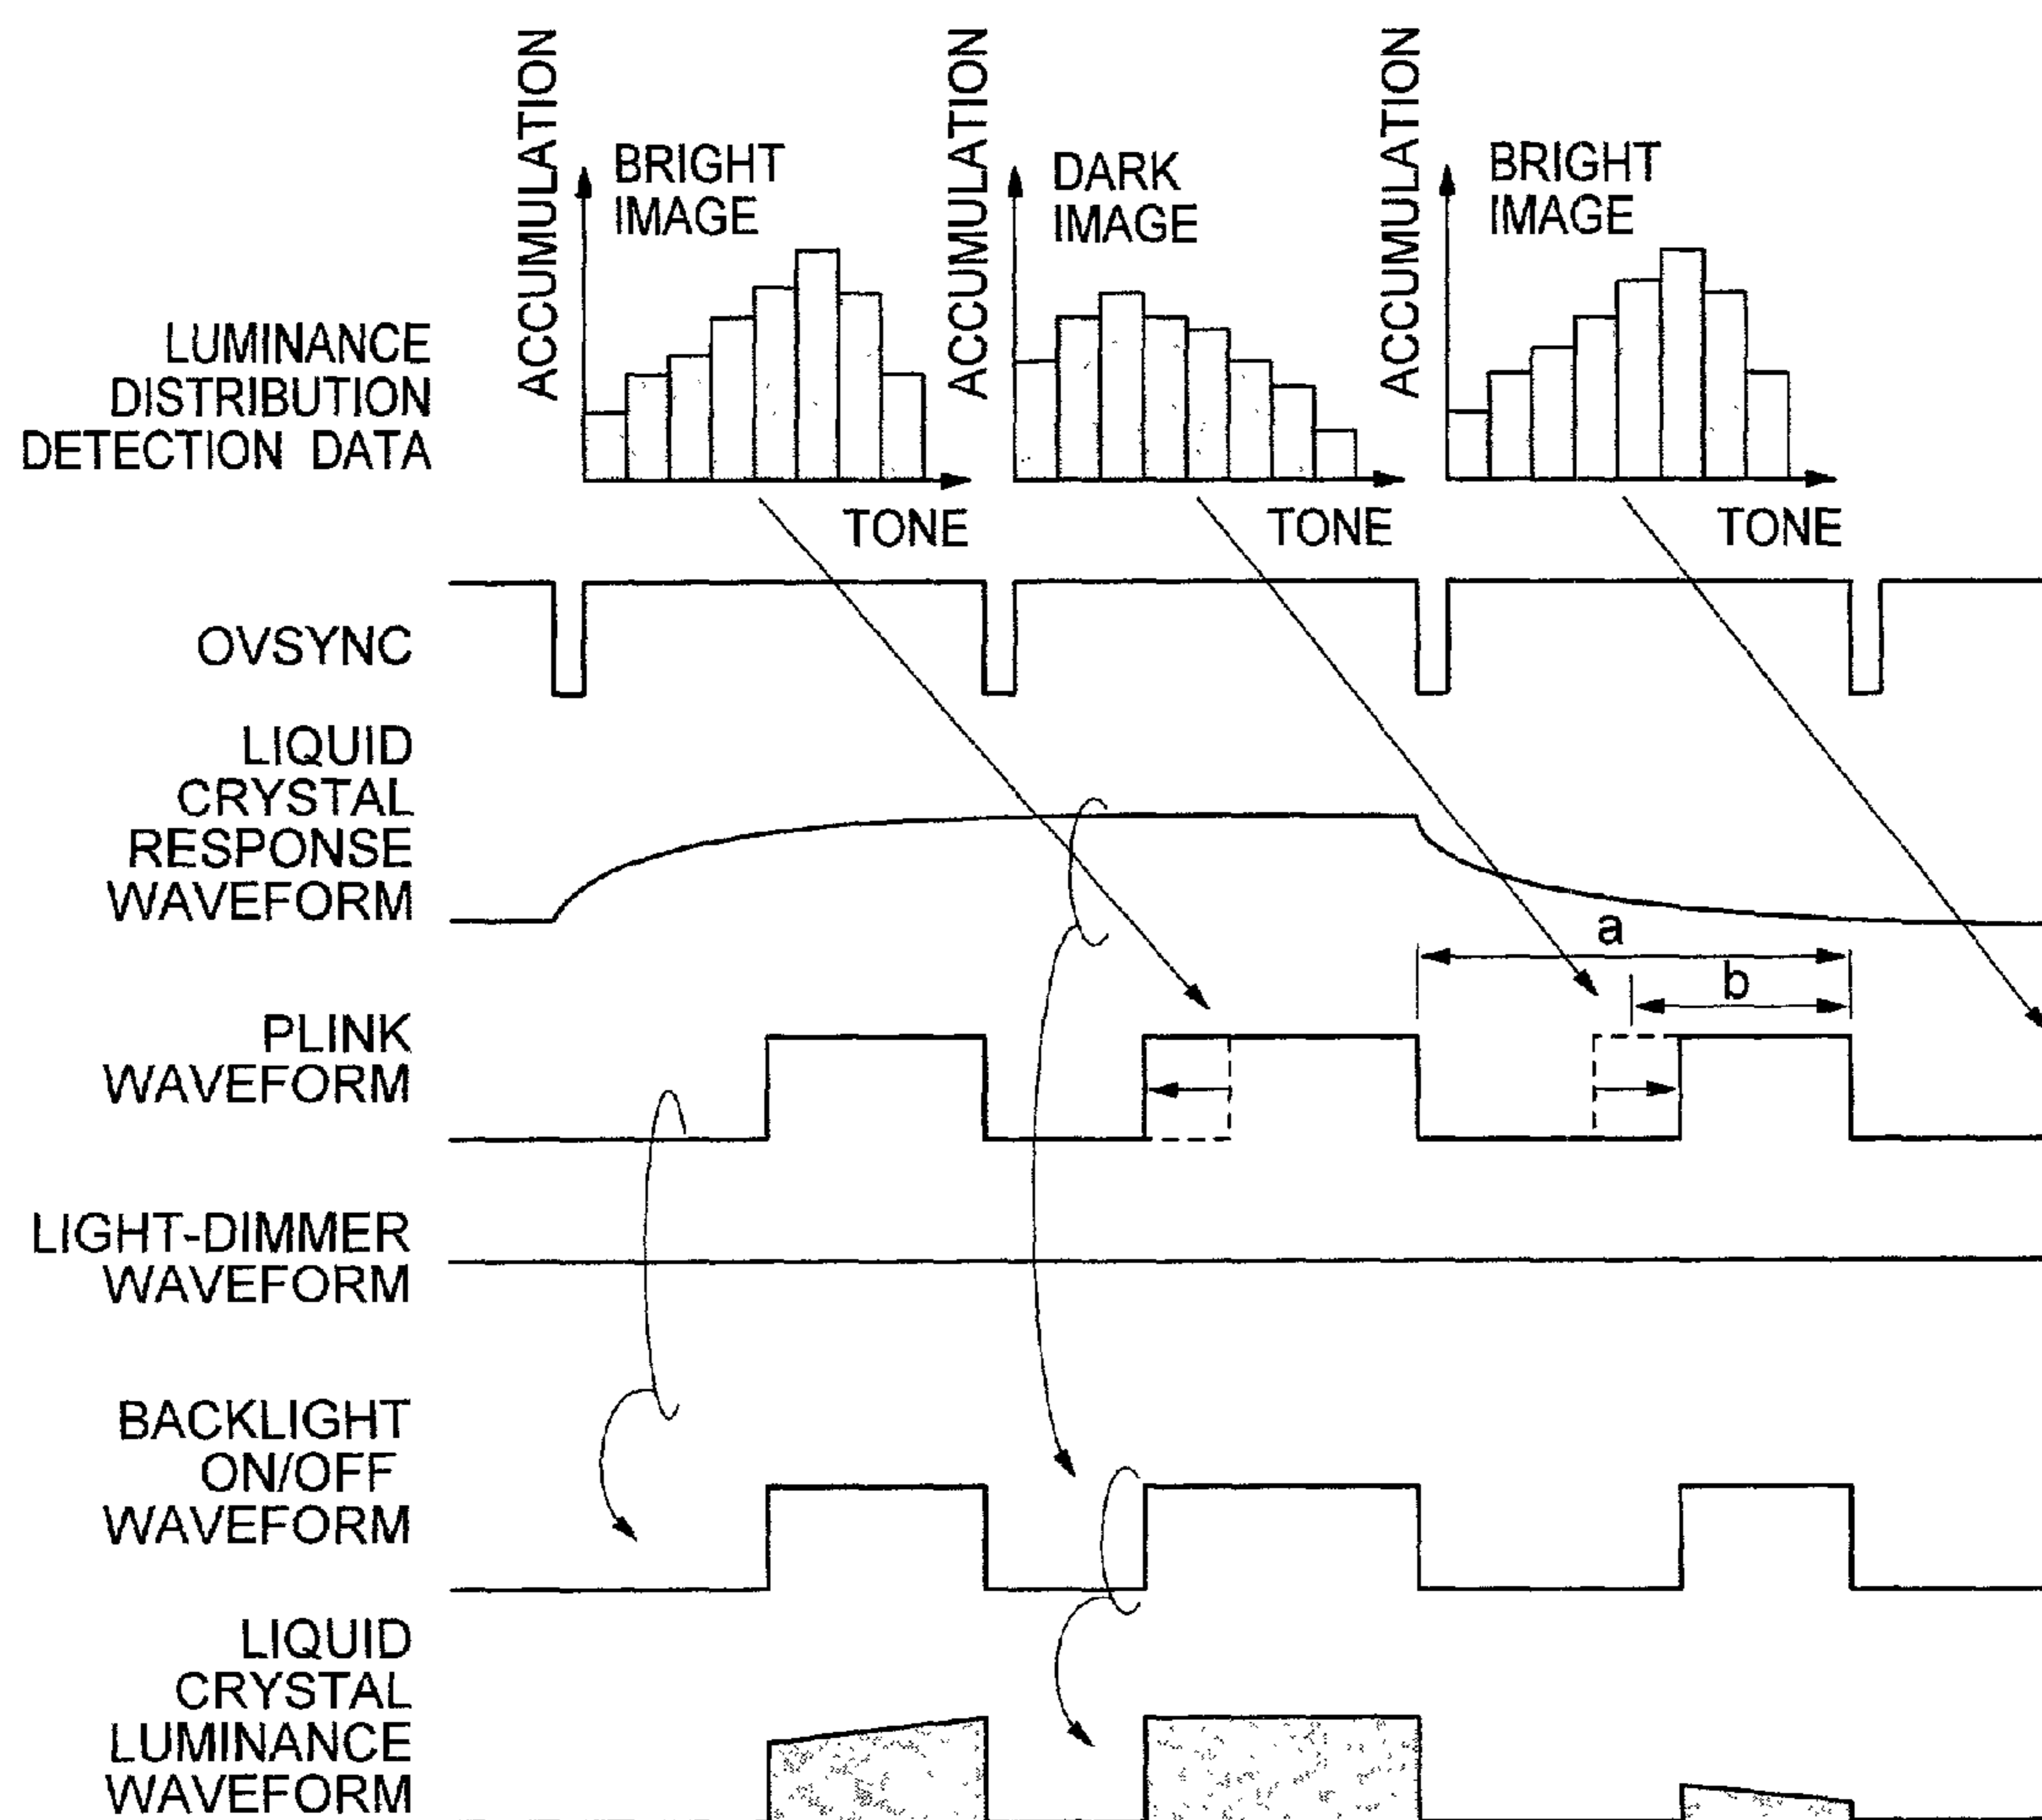 ACCUMULATION
BRIGHT
IMAGE
ACCUMULATION
DARK
IMAGE
ACCUMULATION
BRIGHT
IMAGE
LUMINANCE
DISTRIBUTION
DETECTION DATA
TONE
TONE
TONE
OVSYNC
LIQUID
CRYSTAL
RESPONSE
WAVEFORM
a
b
PLINK
WAVEFORM
LIGHT-DIMMER
WAVEFORM
BACKLIGHT
ON/OFF
WAVEFORM
LIQUID
CRYSTAL
LUMINANCE
WAVEFORM